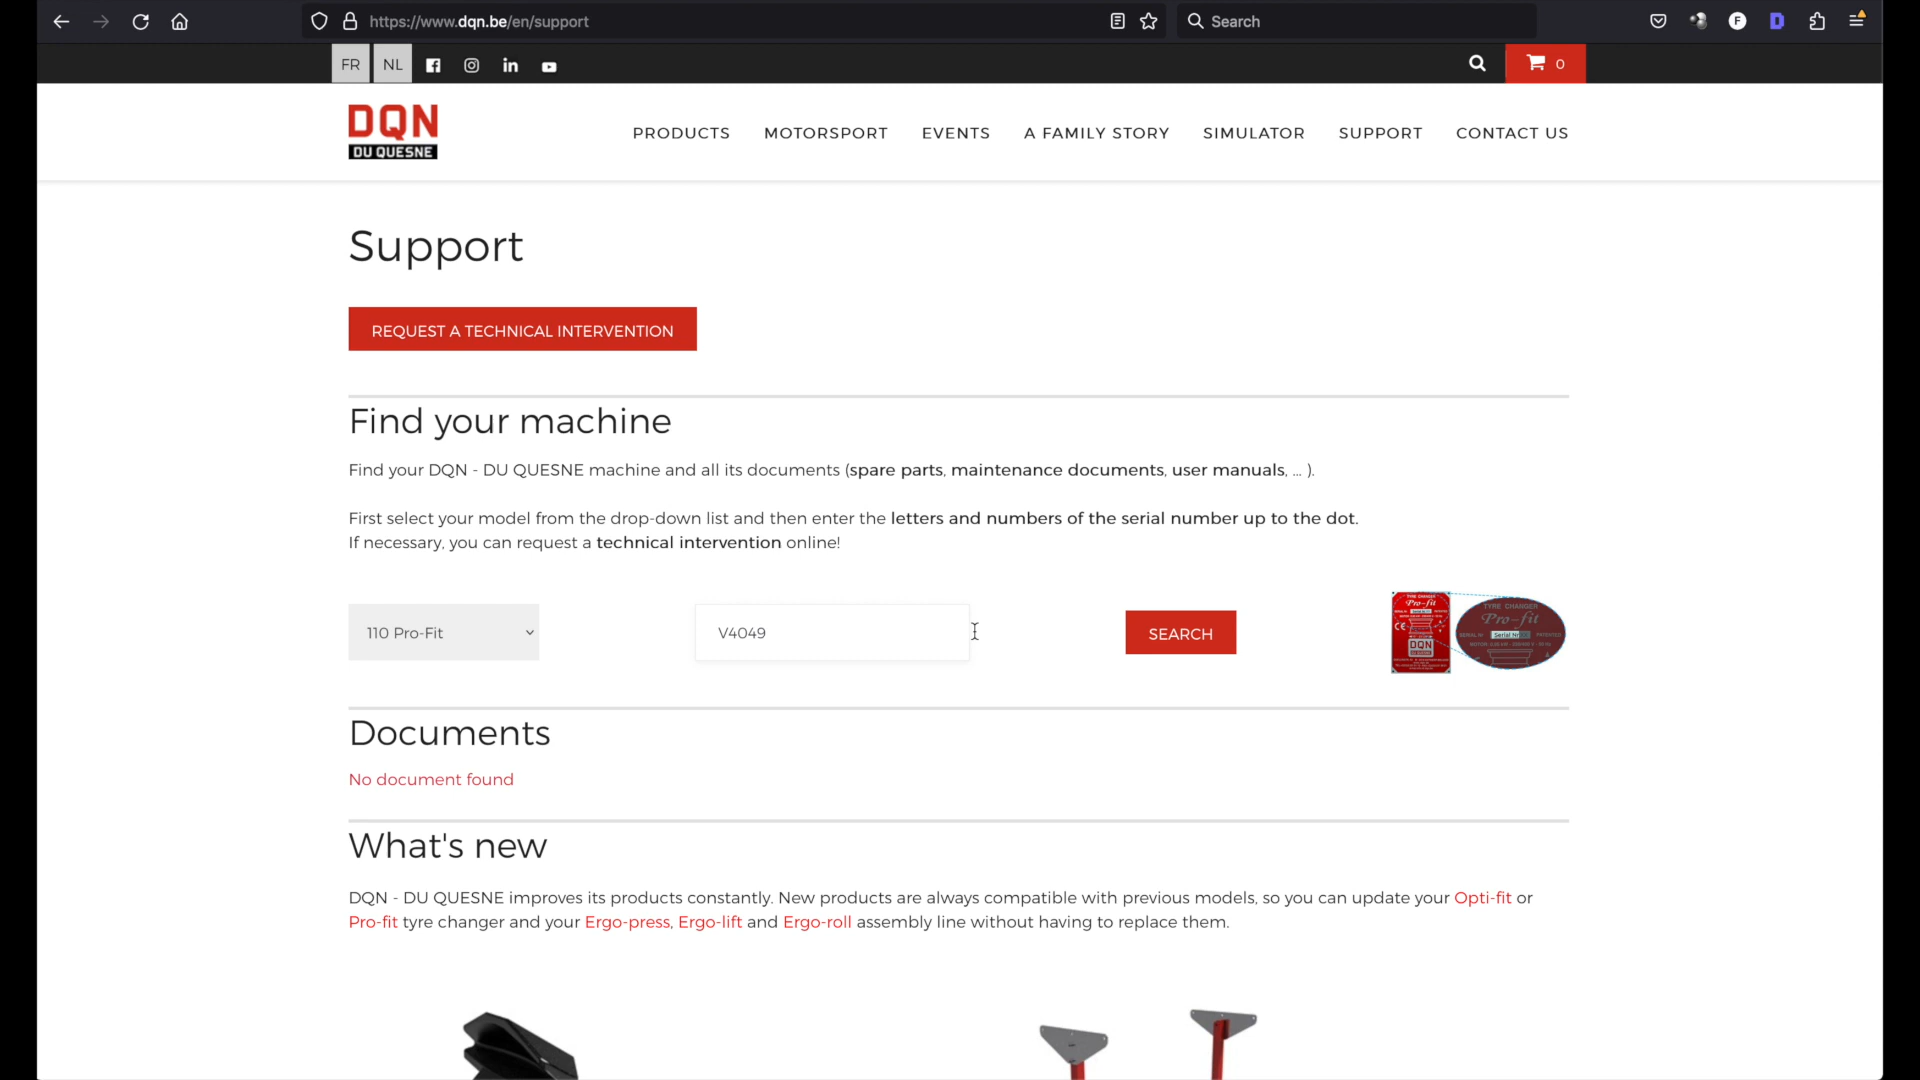 https://www.dqn.be/en/support
Search
FR
NL
0
DQN
DU QUESNE
PRODUCTS
MOTORSPORT
EVENTS
A FAMILY STORY
SIMULATOR
SUPPORT
CONTACT US
Support
REQUEST A TECHNICAL INTERVENTION
Find your machine
Find your DQN - DU QUESNE machine and all its documents (spare parts, maintenance documents, user manuals, ... ).
First select your model from the drop-down list and then enter the letters and numbers of the serial number up to the dot.
If necessary, you can request a technical intervention online!
110 Pro-Fit
V4049
SEARCH
TYRE CHANGER
Pro-fit
DQN
TYRE CHANGER
Pro-fit
SERIAL Nr
PATENTED
Documents
No document found
What's new
DQN - DU QUESNE improves its products constantly. New products are always compatible with previous models, so you can update your Opti-fit or
Pro-fit tyre changer and your Ergo-press, Ergo-lift and Ergo-roll assembly line without having to replace them.